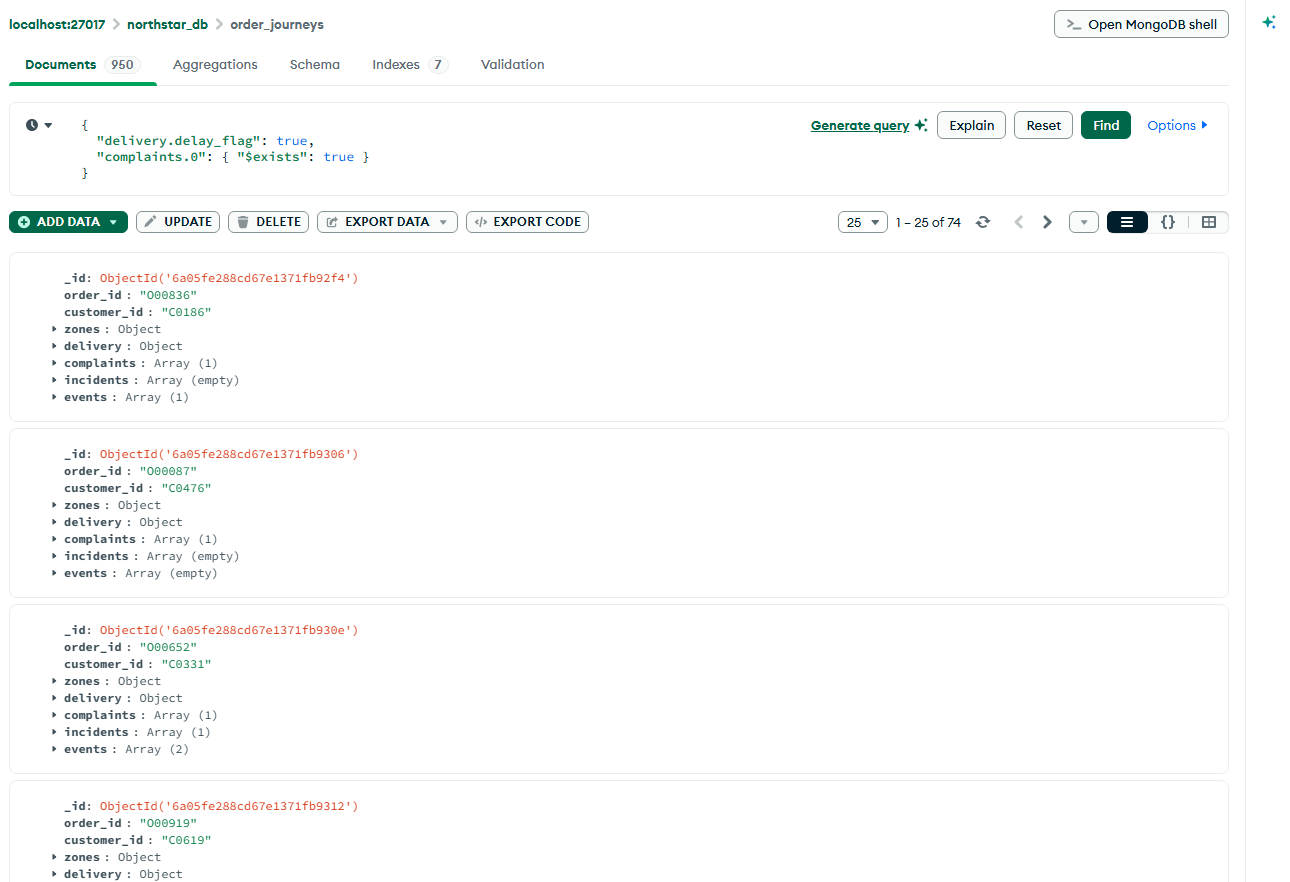 localhost:27017 > northstar_db > order_journeys
>_ Open MongoDB shell
Documents 950 Aggregations Schema Indexes 7 Validation
{
"delivery.delay_flag": true,
"complaints.0": { "$exists": true }
}
Generate query Explain Reset Find Options
ADD DATA UPDATE DELETE EXPORT DATA </> EXPORT CODE
25 1 – 25 of 74 {}
_id: ObjectId('6a05fe288cd67e1371fb92f4')
order_id : "O00836"
customer_id : "C0186"
zones : Object
delivery : Object
complaints : Array (1)
incidents : Array (empty)
events : Array (1)
_id: ObjectId('6a05fe288cd67e1371fb9306')
order_id : "O00087"
customer_id : "C0476"
zones : Object
delivery : Object
complaints : Array (1)
incidents : Array (empty)
events : Array (empty)
_id: ObjectId('6a05fe288cd67e1371fb930e')
order_id : "O00652"
customer_id : "C0331"
zones : Object
delivery : Object
complaints : Array (1)
incidents : Array (1)
events : Array (2)
_id: ObjectId('6a05fe288cd67e1371fb9312')
order_id : "O00919"
customer_id : "C0619"
zones : Object
delivery : Object